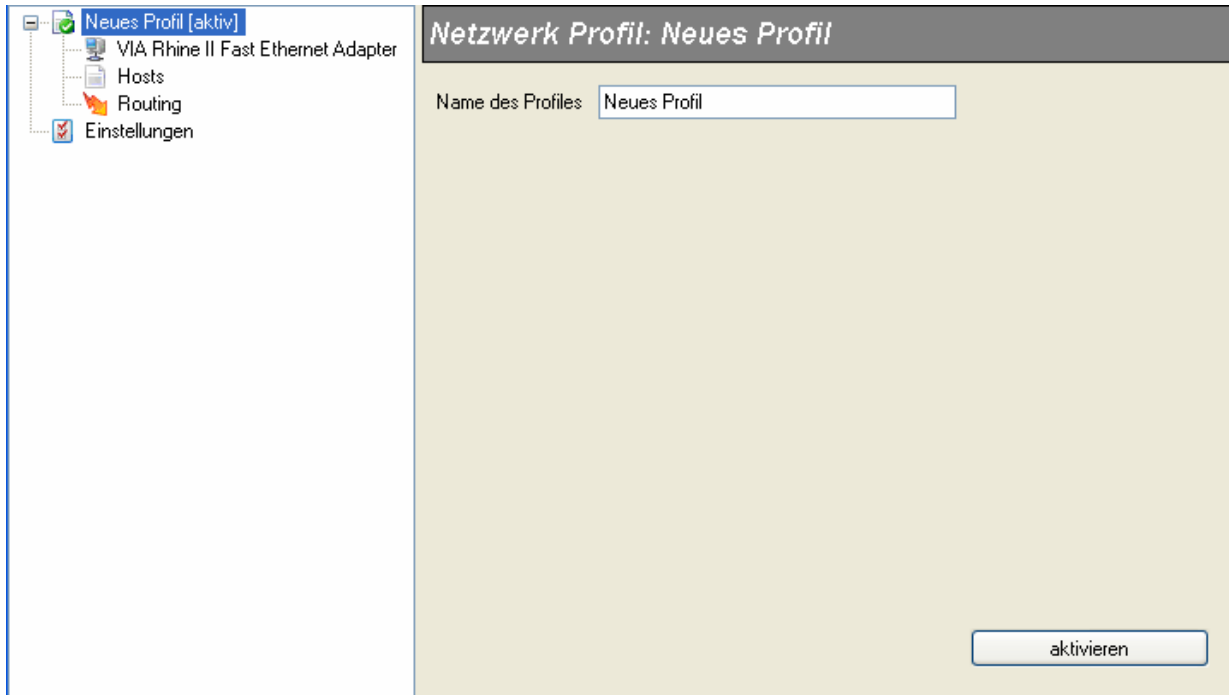 Neues Profil [aktiv]
VIA Rhine II Fast Ethernet Adapter
Hosts
Routing
Einstellungen
Netzwerk Profil: Neues Profil
Name des Profiles
Neues Profil
aktivieren